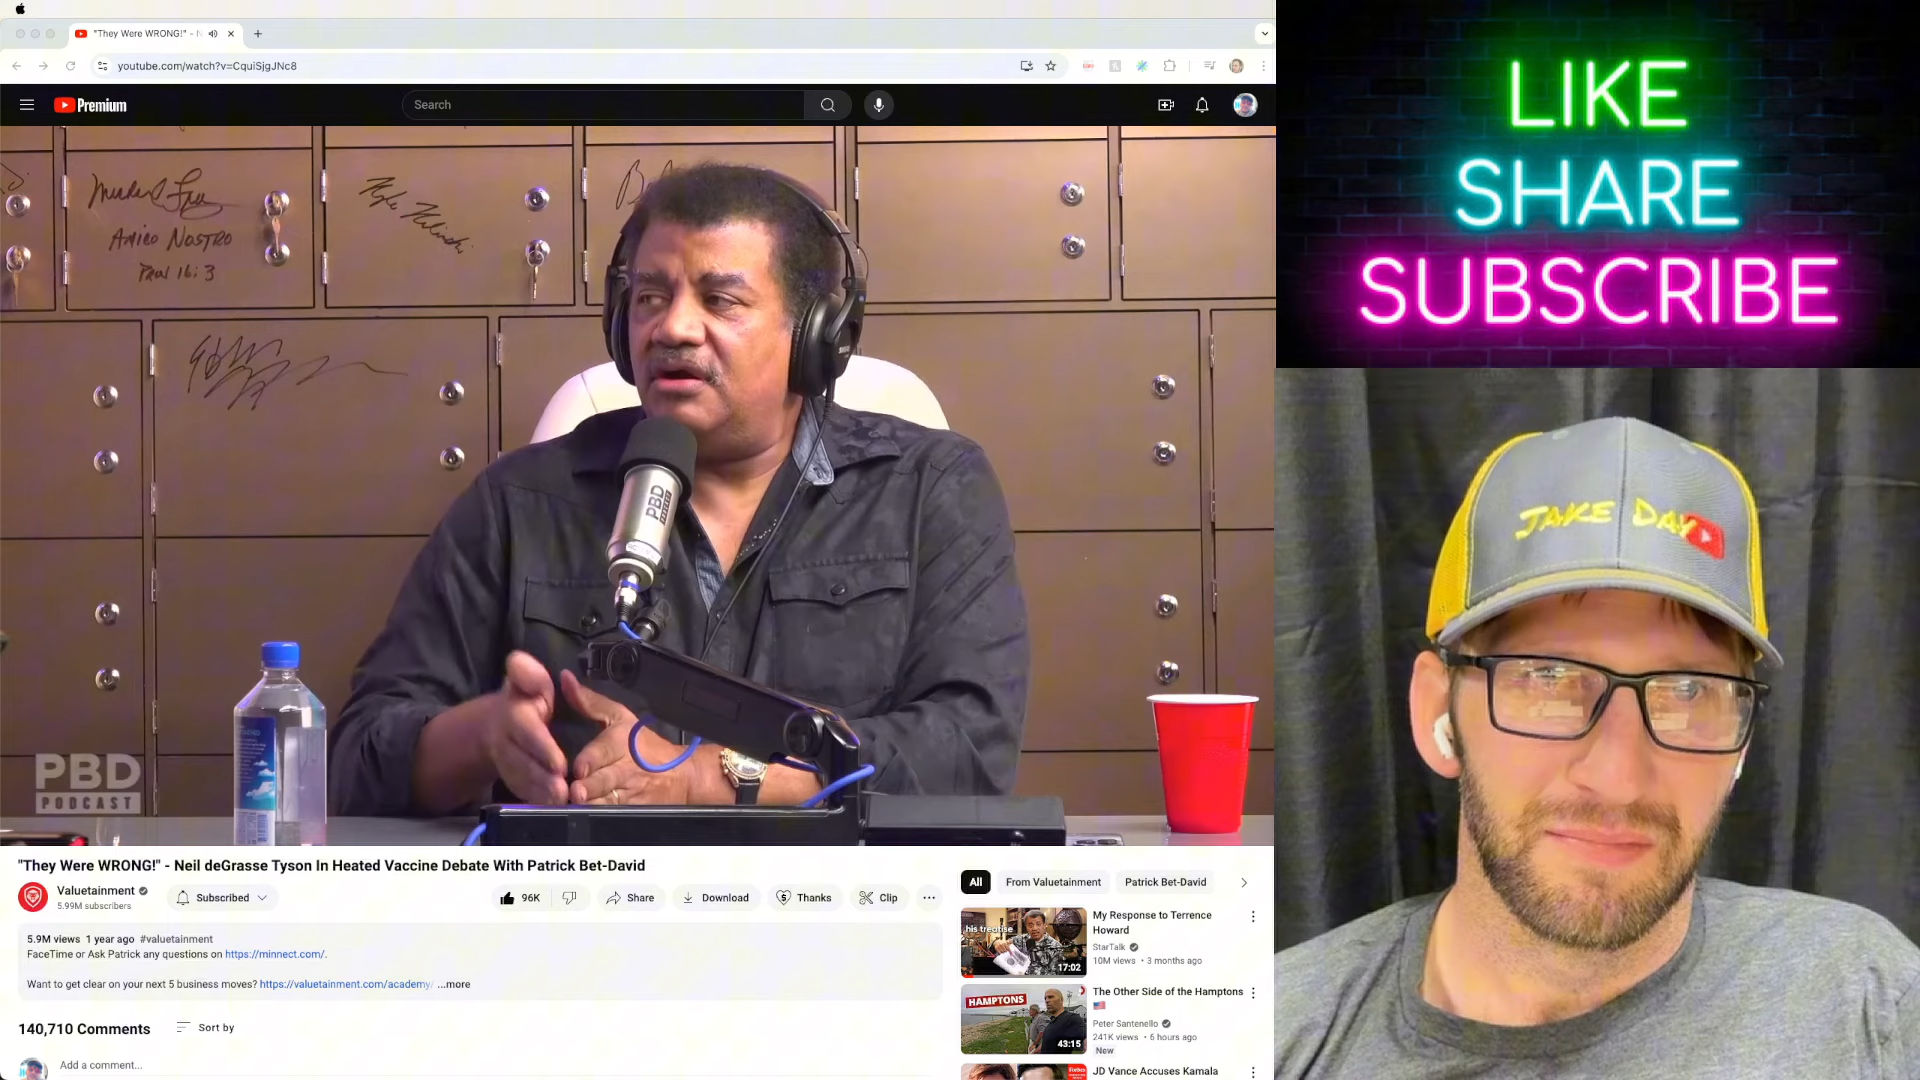 "They Were WRONG!" - N
youtube.com/watch?v=CquiSjgJNc8
Premium
Search
AMICO NOSTRO
PROV 16:3
PBD
PBD
PODCAST
"They Were WRONG!" - Neil deGrasse Tyson In Heated Vaccine Debate With Patrick Bet-David
Valuetainment
5.99M subscribers
Subscribed
96K
Share
Download
Thanks
Clip
5.9M views 1 year ago #valuetainment
FaceTime or Ask Patrick any questions on https://minnect.com/.
Want to get clear on your next 5 business moves? https://valuetainment.com/academy/ ...more
140,710 Comments
Sort by
Add a comment...
All
From Valuetainment
Patrick Bet-David
his treatise
17:02
My Response to Terrence
Howard
StarTalk
10M views • 3 months ago
HAMPTONS
43:15
The Other Side of the Hamptons
Peter Santenello
241K views • 6 hours ago
New
Forbes
JD Vance Accuses Kamala
LIKE
SHARE
SUBSCRIBE
JAKE DAY